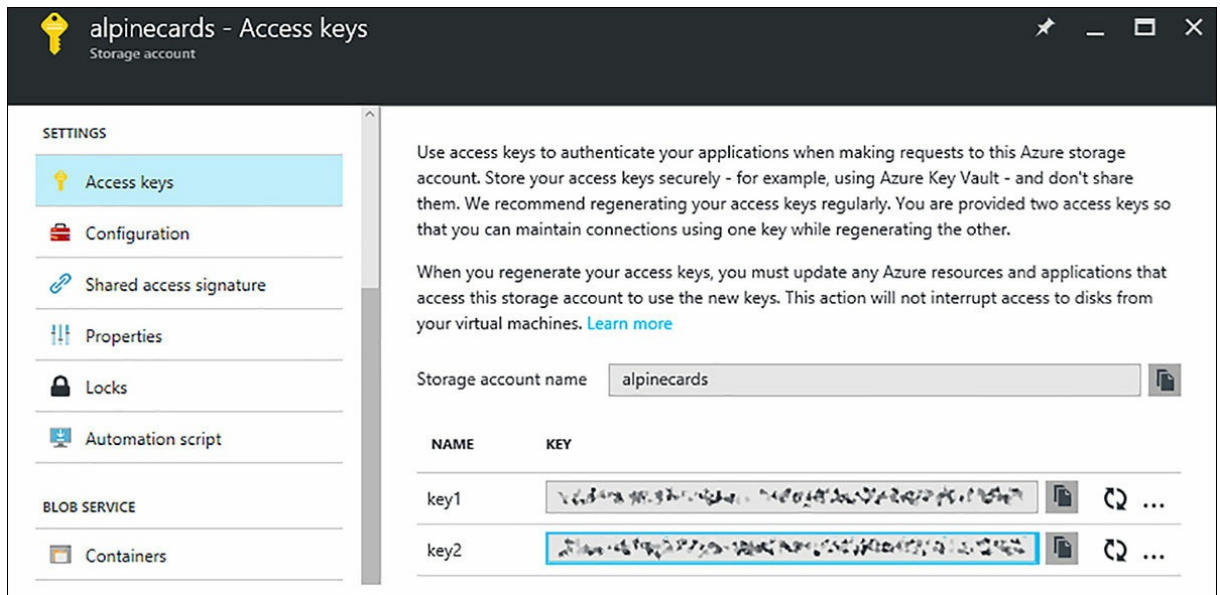 alpinecards - Access keys
Storage account
SETTINGS
Access keys
Configuration
Shared access signature
Properties
Locks
Automation script
BLOB SERVICE
Containers
Use access keys to authenticate your applications when making requests to this Azure storage
account. Store your access keys securely - for example, using Azure Key Vault - and don't share
them. We recommend regenerating your access keys regularly. You are provided two access keys so
that you can maintain connections using one key while regenerating the other.
When you regenerate your access keys, you must update any Azure resources and applications that
access this storage account to use the new keys. This action will not interrupt access to disks from
your virtual machines. Learn more
Storage account name alpinecards
NAME KEY
key1
key2